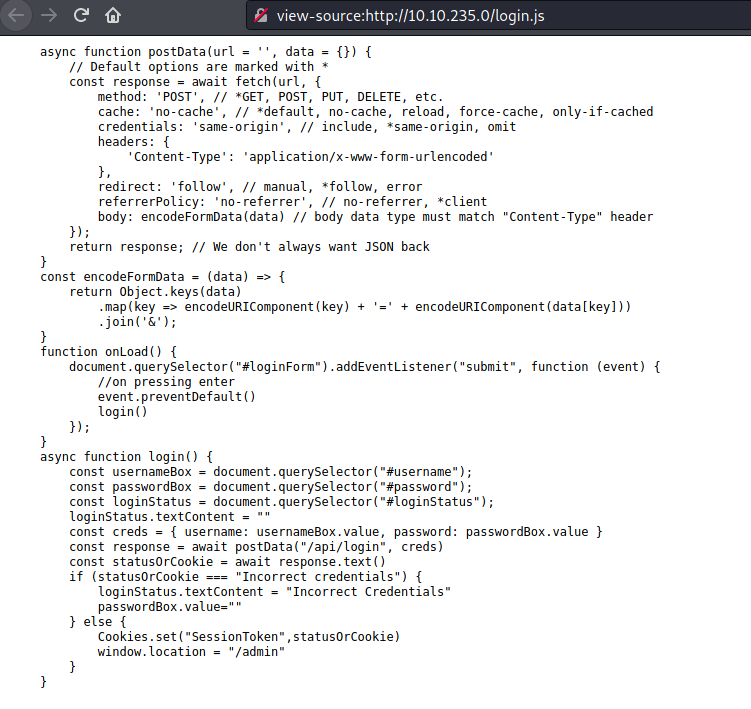 view-source:http://10.10.235.0/login.js
async function postData(url = '', data = {}) {
    // Default options are marked with *
    const response = await fetch(url, {
        method: 'POST', // *GET, POST, PUT, DELETE, etc.
        cache: 'no-cache', // *default, no-cache, reload, force-cache, only-if-cached
        credentials: 'same-origin', // include, *same-origin, omit
        headers: {
            'Content-Type': 'application/x-www-form-urlencoded'
        },
        redirect: 'follow', // manual, *follow, error
        referrerPolicy: 'no-referrer', // no-referrer, *client
        body: encodeFormData(data) // body data type must match "Content-Type" header
    });
    return response; // We don't always want JSON back
}
const encodeFormData = (data) => {
    return Object.keys(data)
        .map(key => encodeURIComponent(key) + '=' + encodeURIComponent(data[key]))
        .join('&');
}
function onLoad() {
    document.querySelector("#loginForm").addEventListener("submit", function (event) {
        //on pressing enter
        event.preventDefault()
        login()
    });
}
async function login() {
    const usernameBox = document.querySelector("#username");
    const passwordBox = document.querySelector("#password");
    const loginStatus = document.querySelector("#loginStatus");
    loginStatus.textContent = ""
    const creds = { username: usernameBox.value, password: passwordBox.value }
    const response = await postData("/api/login", creds)
    const statusOrCookie = await response.text()
    if (statusOrCookie === "Incorrect credentials") {
        loginStatus.textContent = "Incorrect Credentials"
        passwordBox.value=""
    } else {
        Cookies.set("SessionToken",statusOrCookie)
        window.location = "/admin"
    }
}